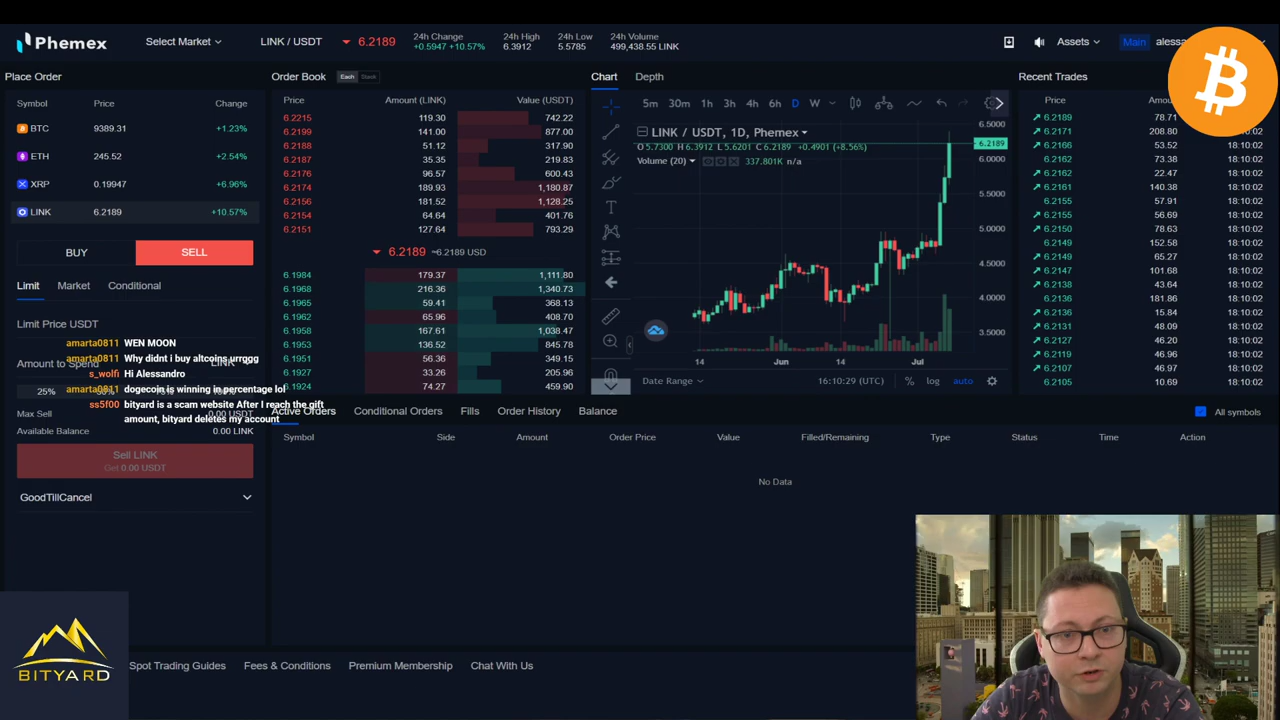 Phemex
Select Market
LINK / USDT
6.2189
24h Change
+0.5947 +10.57%
24h High
6.3912
24h Low
5.5785
24h Volume
499,438.55 LINK
Assets
Main
Place Order
Symbol Price Change
BTC 9389.31 +1.23%
ETH 245.52 +2.54%
XRP 0.19947 +6.96%
LINK 6.2189 +10.57%
BUY SELL
Limit Market Conditional
Limit Price USDT
Amount to Spend LINK
25%
Max Sell 0.00 USDT
Available Balance 0.00 LINK
Sell LINK
Get 0.00 USDT
GoodTillCancel
amarta0811 WEN MOON
amarta0811 Why didnt i buy altcoins urrggg
s_wolfi Hi Alessandro
amarta0811 dogecoin is winning in percentage lol
ss5f00 bityard is a scam website After I reach the gift
amount, bityard deletes my account
Order Book Each Stack
Price Amount (LINK) Value (USDT)
6.2215 119.30 742.22
6.2199 141.00 877.00
6.2188 51.12 317.90
6.2187 35.35 219.83
6.2176 96.57 600.43
6.2174 189.93 1,180.87
6.2156 181.52 1,128.25
6.2154 64.64 401.76
6.2151 127.64 793.29
6.2189 ≈6.2189 USD
6.1984 179.37 1,111.80
6.1968 216.36 1,340.73
6.1965 59.41 368.13
6.1962 65.96 408.70
6.1958 167.61 1,038.47
6.1953 136.52 845.78
6.1951 56.36 349.15
6.1927 33.26 205.96
6.1924 74.27 459.90
Chart Depth
5m 30m 1h 3h 4h 6h D W
LINK / USDT, 1D, Phemex
O 5.7300 H 6.3912 L 5.6201 C 6.2189 +0.4901 (+8.56%)
Volume (20) 337.801K n/a
6.5000
6.2189
6.0000
5.5000
5.0000
4.5000
4.0000
3.5000
14 Jun 14 Jul
Date Range 16:10:29 (UTC) % log auto
Recent Trades
Price
6.2189 78.71 18:10:02
6.2171 208.80 18:10:02
6.2166 53.52 18:10:02
6.2162 73.38 18:10:02
6.2162 22.47 18:10:02
6.2161 140.38 18:10:02
6.2155 57.91 18:10:02
6.2155 56.69 18:10:02
6.2150 78.63 18:10:02
6.2149 152.58 18:10:02
6.2149 65.27 18:10:02
6.2147 101.68 18:10:02
6.2138 43.64 18:10:02
6.2136 181.86 18:10:02
6.2131 48.09 18:10:02
6.2127 46.96 18:10:02
6.2119 46.92 18:10:02
6.2107 46.97 18:10:02
6.2105 10.69 18:10:02
Active Orders Conditional Orders Fills Order History Balance
All symbols
Symbol Side Amount Order Price Value Filled/Remaining Type Status Time Action
No Data
BITYARD
Spot Trading Guides Fees & Conditions Premium Membership Chat With Us